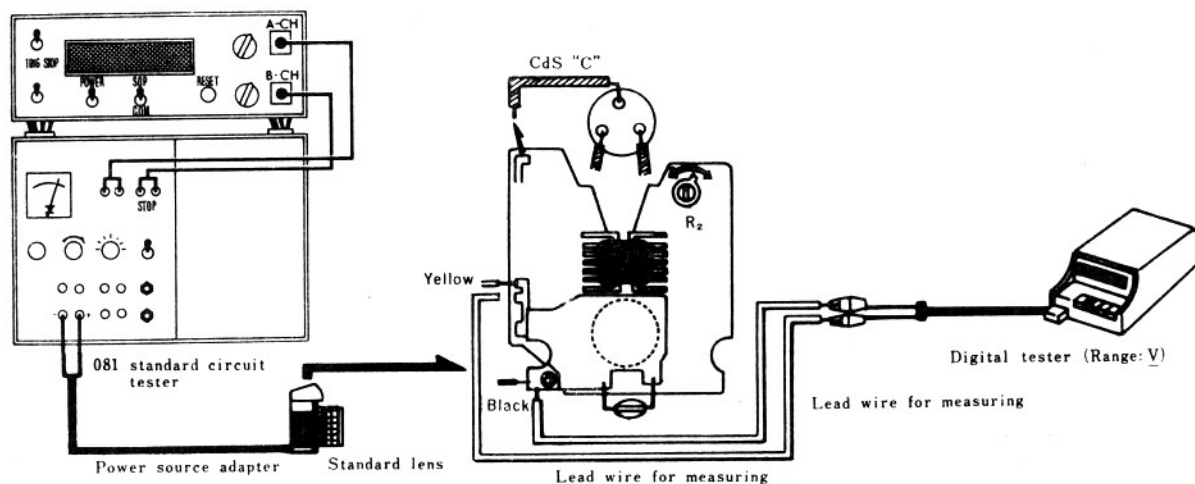 A-CH
TRIG STOP
B-CH
POWER
SOP
RESET
COM
STOP
- +
081 standard circuit
tester
Power source adapter
Standard lens
CdS "C"
R₂
Yellow
Black
Lead wire for measuring
Lead wire for measuring
Digital tester (Range: V)